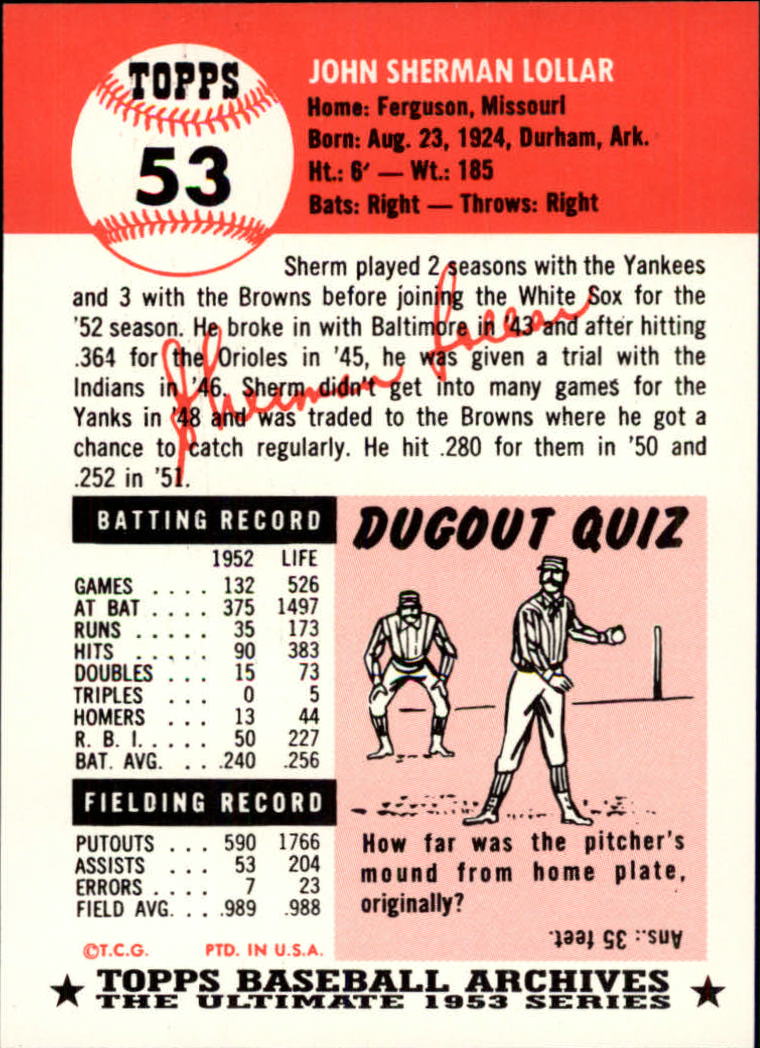 TOPPS
53
JOHN SHERMAN LOLLAR
Home: Ferguson, Missouri
Born: Aug. 23, 1924, Durham, Ark.
Ht.: 6' — Wt.: 185
Bats: Right — Throws: Right
Sherm played 2 seasons with the Yankees
and 3 with the Browns before joining the White Sox for the
'52 season. He broke in with Baltimore in '43 and after hitting
.364 for the Orioles in '45, he was given a trial with the
Indians in '46. Sherm didn't get into many games for the
Yanks in '48 and was traded to the Browns where he got a
chance to catch regularly. He hit .280 for them in '50 and
.252 in '51.
Sherman Lollar
BATTING RECORD
1952 LIFE
GAMES . . . . 132 526
AT BAT . . . . 375 1497
RUNS . . . . . 35 173
HITS . . . . . 90 383
DOUBLES . . . 15 73
TRIPLES . . . 0 5
HOMERS . . . 13 44
R. B. I. . . . . 50 227
BAT. AVG. . . .240 .256
FIELDING RECORD
PUTOUTS . . . 590 1766
ASSISTS . . . 53 204
ERRORS . . . . 7 23
FIELD AVG. . . .989 .988
DUGOUT QUIZ
How far was the pitcher's
mound from home plate,
originally?
Ans.: 35 feet.
©T.C.G. PTD. IN U.S.A.
TOPPS BASEBALL ARCHIVES
THE ULTIMATE 1953 SERIES